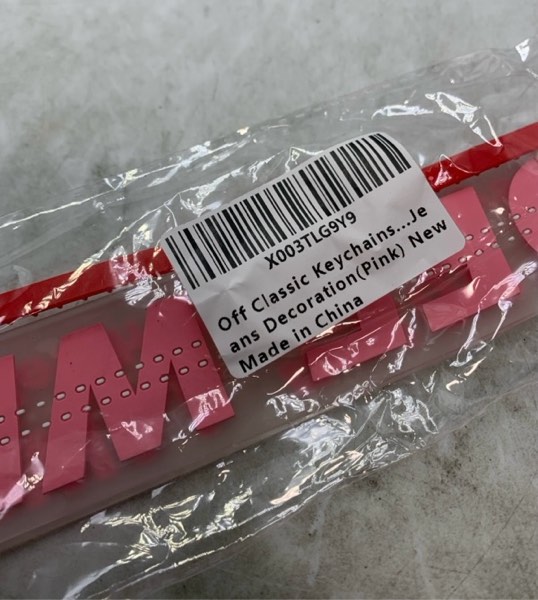 X003TLG9Y9
Off Classic Keychains...Je
ans Decoration(Pink) New
Made in China